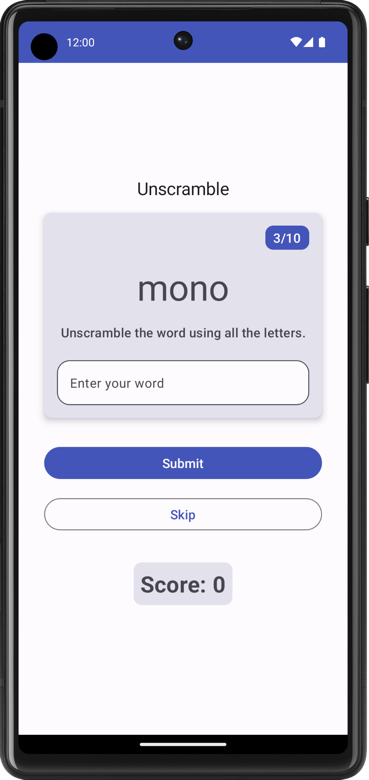 12:00
Unscramble
3/10
mono
Unscramble the word using all the letters.
Enter your word
Submit
Skip
Score: 0